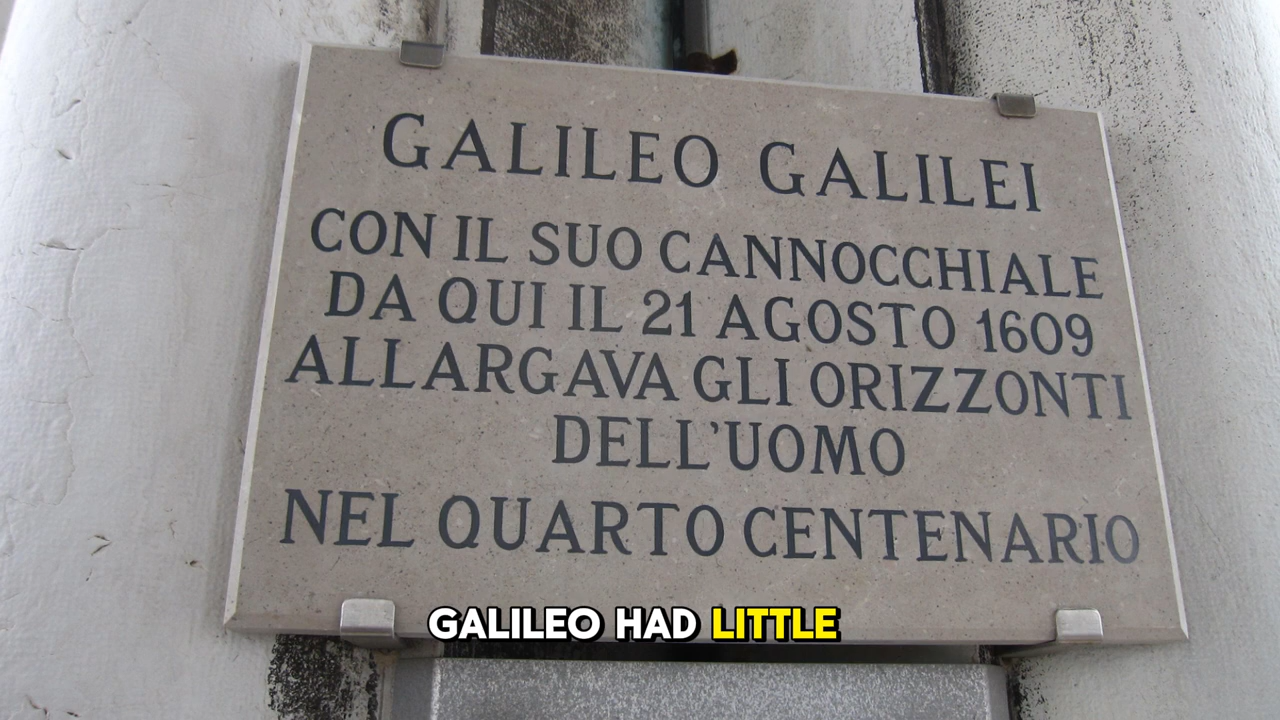 GALILEO GALILEI
CON IL SUO CANNOCCHIALE
DA QUI IL 21 AGOSTO 1609
ALLARGAVA GLI ORIZZONTI
DELL'UOMO
NEL QUARTO CENTENARIO
GALILEO HAD LITTLE